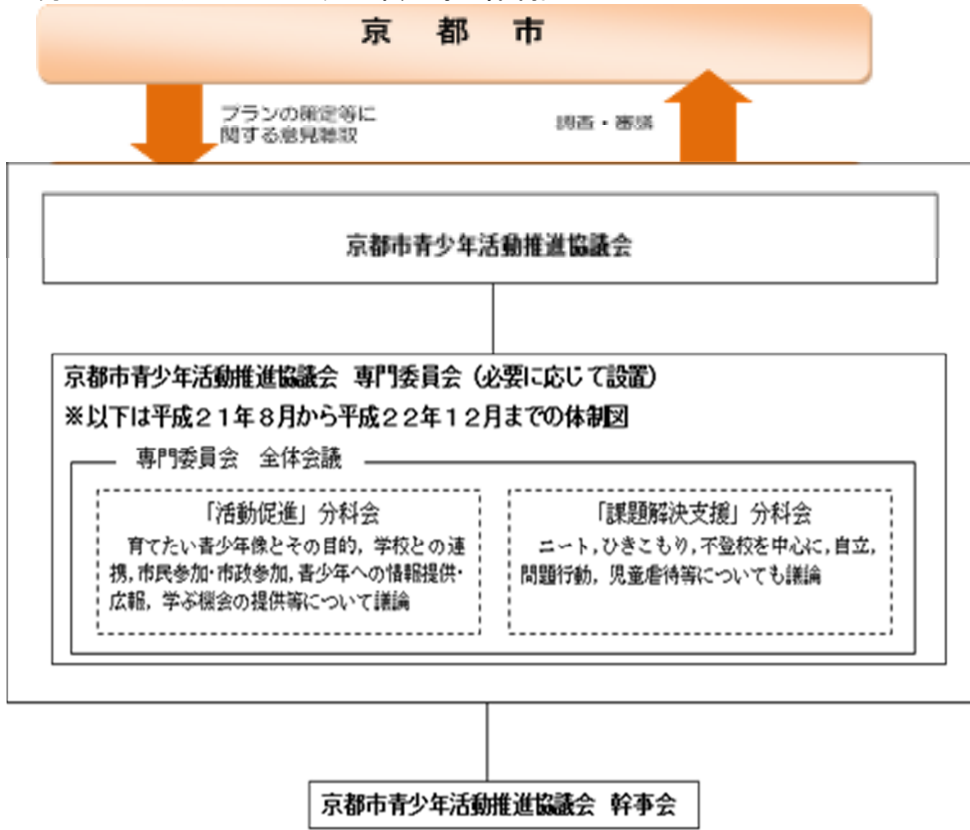 京都市
プランの策定等に
関する意見聴取
調査・審議
京都市青少年活動推進協議会
京都市青少年活動推進協議会 専門委員会(必要に応じて設置)
※以下は平成21年8月から平成22年12月までの体制図
専門委員会 全体会議
「活動促進」分科会
育てたい青少年像とその目的,学校との連
携,市民参加・市政参加,青少年への情報提供・
広報,学ぶ機会の提供等について議論
「課題解決支援」分科会
ニート,ひきこもり,不登校を中心に,自立,
問題行動,児童虐待等についても議論
京都市青少年活動推進協議会 幹事会